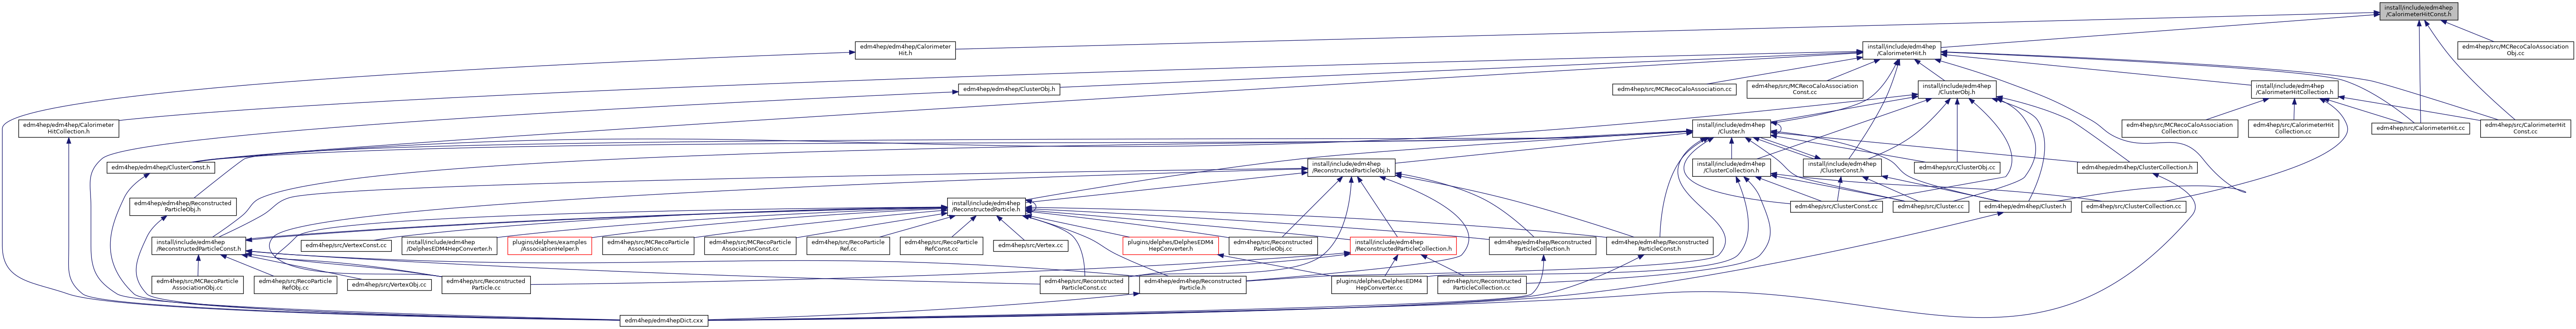 install/include/edm4hep
/CalorimeterHitConst.h
edm4hep/edm4hep/Calorimeter
Hit.h
install/include/edm4hep
/CalorimeterHit.h
edm4hep/src/MCRecoCaloAssociation
Obj.cc
edm4hep/edm4hep/ClusterObj.h
edm4hep/src/MCRecoCaloAssociation.cc
edm4hep/src/MCRecoCaloAssociation
Const.cc
install/include/edm4hep
/ClusterObj.h
install/include/edm4hep
/CalorimeterHitCollection.h
edm4hep/edm4hep/Calorimeter
HitCollection.h
install/include/edm4hep
/Cluster.h
edm4hep/src/MCRecoCaloAssociation
Collection.cc
edm4hep/src/CalorimeterHit
Collection.cc
edm4hep/src/CalorimeterHit.cc
edm4hep/src/CalorimeterHit
Const.cc
edm4hep/edm4hep/ClusterConst.h
install/include/edm4hep
/ReconstructedParticleObj.h
install/include/edm4hep
/ClusterCollection.h
install/include/edm4hep
/ClusterConst.h
edm4hep/src/ClusterObj.cc
edm4hep/edm4hep/ClusterCollection.h
edm4hep/edm4hep/Reconstructed
ParticleObj.h
install/include/edm4hep
/ReconstructedParticle.h
edm4hep/src/ClusterConst.cc
edm4hep/src/Cluster.cc
edm4hep/edm4hep/Cluster.h
edm4hep/src/ClusterCollection.cc
install/include/edm4hep
/ReconstructedParticleConst.h
edm4hep/src/VertexConst.cc
install/include/edm4hep
/DelphesEDM4HepConverter.h
plugins/delphes/examples
/AssociationHelper.h
edm4hep/src/MCRecoParticle
Association.cc
edm4hep/src/MCRecoParticle
AssociationConst.cc
edm4hep/src/RecoParticle
Ref.cc
edm4hep/src/RecoParticle
RefConst.cc
edm4hep/src/Vertex.cc
plugins/delphes/DelphesEDM4
HepConverter.h
edm4hep/src/Reconstructed
ParticleObj.cc
install/include/edm4hep
/ReconstructedParticleCollection.h
edm4hep/edm4hep/Reconstructed
ParticleCollection.h
edm4hep/edm4hep/Reconstructed
ParticleConst.h
edm4hep/src/MCRecoParticle
AssociationObj.cc
edm4hep/src/RecoParticle
RefObj.cc
edm4hep/src/VertexObj.cc
edm4hep/src/Reconstructed
Particle.cc
edm4hep/src/Reconstructed
ParticleConst.cc
edm4hep/edm4hep/Reconstructed
Particle.h
plugins/delphes/DelphesEDM4
HepConverter.cc
edm4hep/src/Reconstructed
ParticleCollection.cc
edm4hep/edm4hepDict.cxx